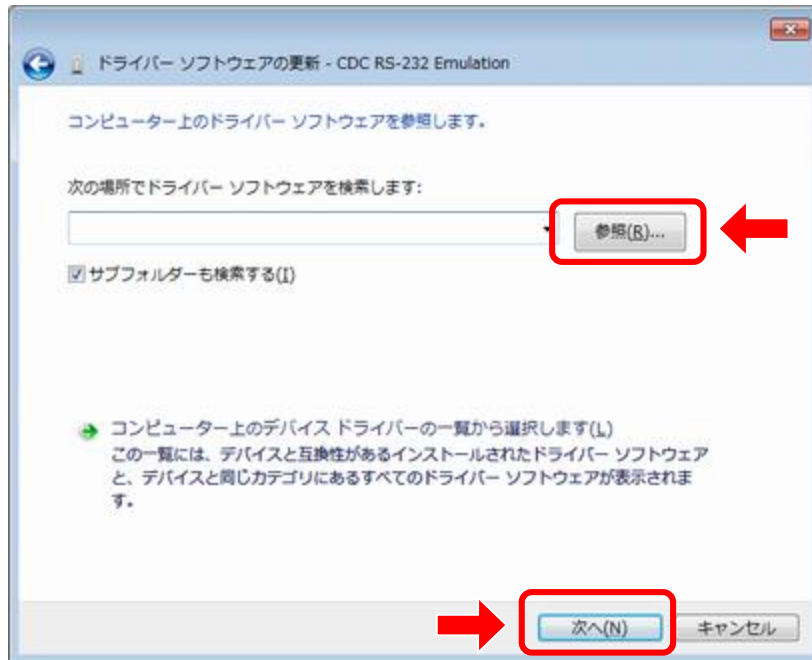 ドライバー ソフトウェアの更新 - CDC RS-232 Emulation
コンピューター上のドライバー ソフトウェアを参照します。
次の場所でドライバー ソフトウェアを検索します:
参照(R)...
サブフォルダーも検索する(I)
コンピューター上のデバイス ドライバーの一覧から選択します(L)
この一覧には、デバイスと互換性があるインストールされたドライバー ソフトウェア
と、デバイスと同じカテゴリにあるすべてのドライバー ソフトウェアが表示されま
す。
次へ(N)
キャンセル